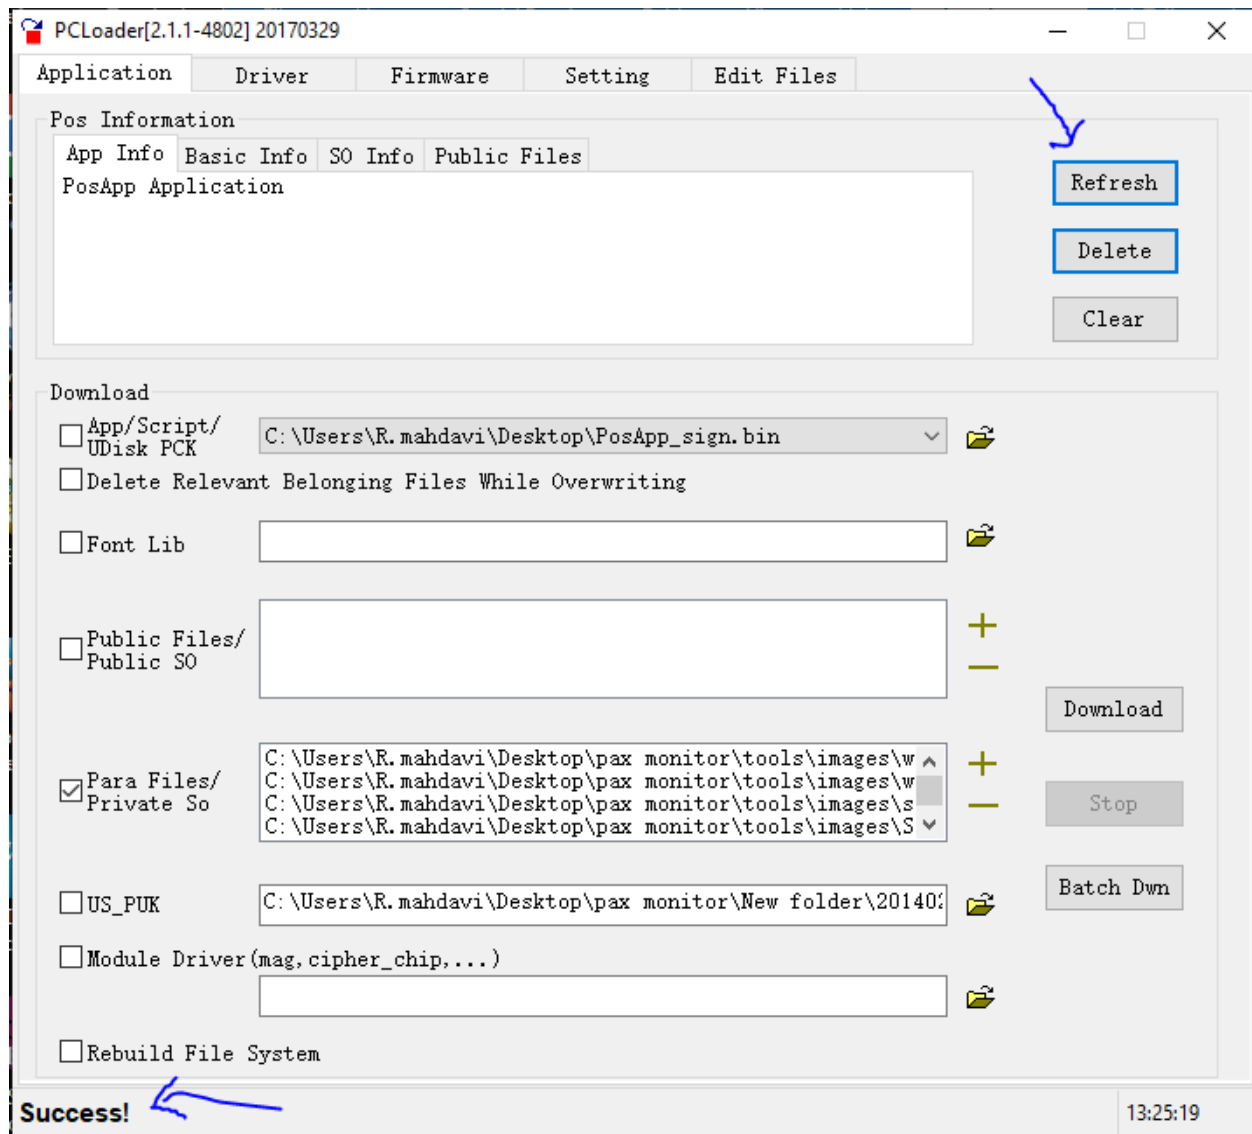 PCLoader[2.1.1-4802] 20170329
Application Driver Firmware Setting Edit Files
Pos Information
App Info Basic Info SO Info Public Files
PosApp Application
Refresh
Delete
Clear
Download
App/Script/
UDisk PCK
C:\Users\R.mahdavi\Desktop\PosApp_sign.bin
Delete Relevant Belonging Files While Overwriting
Font Lib
Public Files/
Public SO
Download
Para Files/
Private So
C:\Users\R.mahdavi\Desktop\pax monitor\tools\images\w
C:\Users\R.mahdavi\Desktop\pax monitor\tools\images\w
C:\Users\R.mahdavi\Desktop\pax monitor\tools\images\s
C:\Users\R.mahdavi\Desktop\pax monitor\tools\images\S
Stop
Batch Dwn
US_PUK
C:\Users\R.mahdavi\Desktop\pax monitor\New folder\20140
Module Driver(mag,cipher_chip,...)
Rebuild File System
Success!
13:25:19